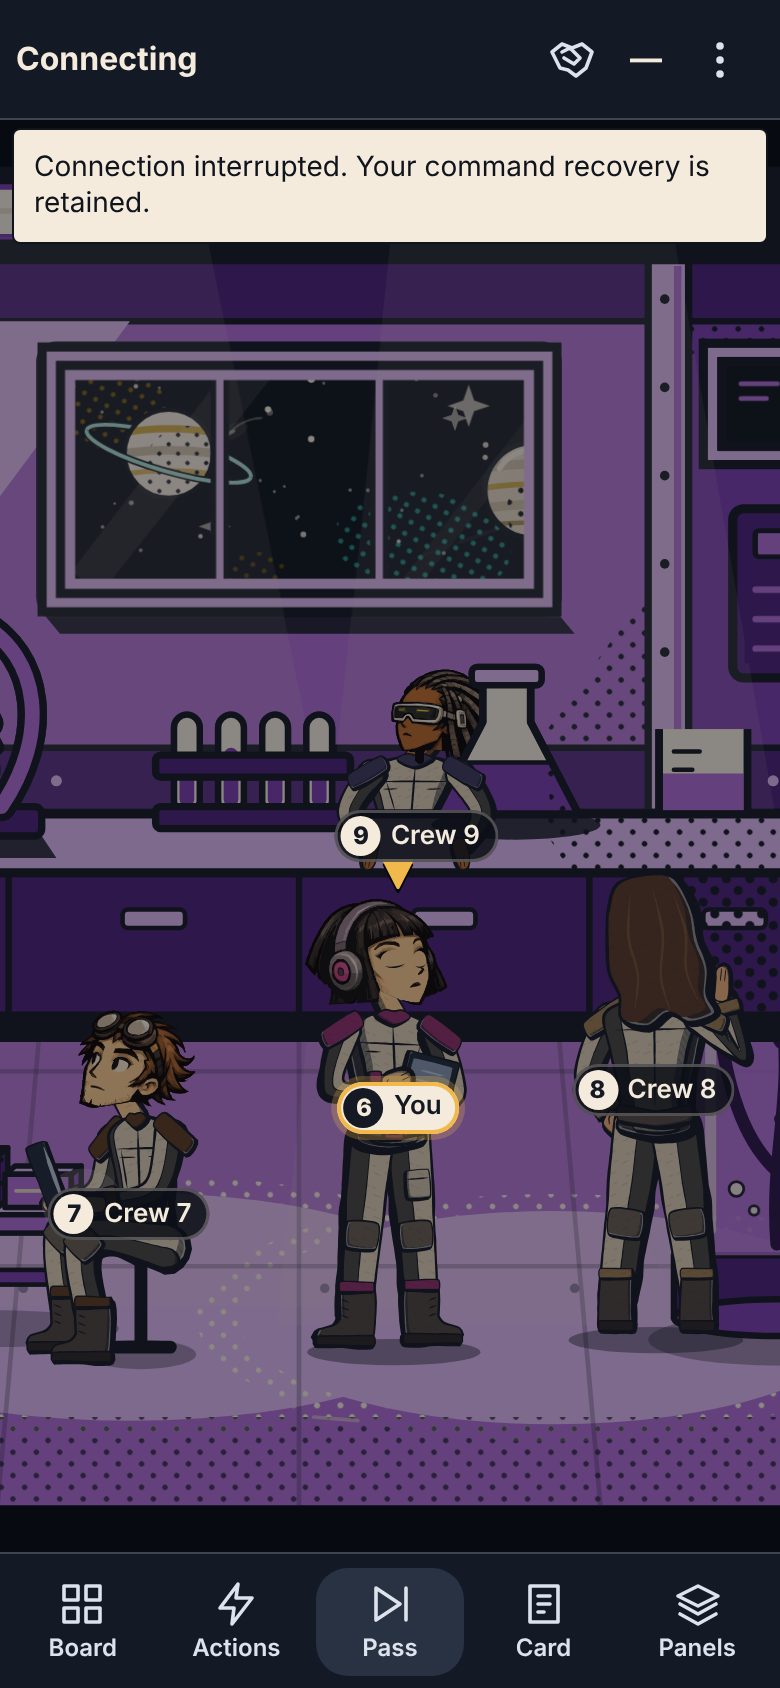 Connecting
Connection interrupted. Your command recovery is
retained.
9 Crew 9
6 You
8 Crew 8
7 Crew 7
Board
Actions
Pass
Card
Panels